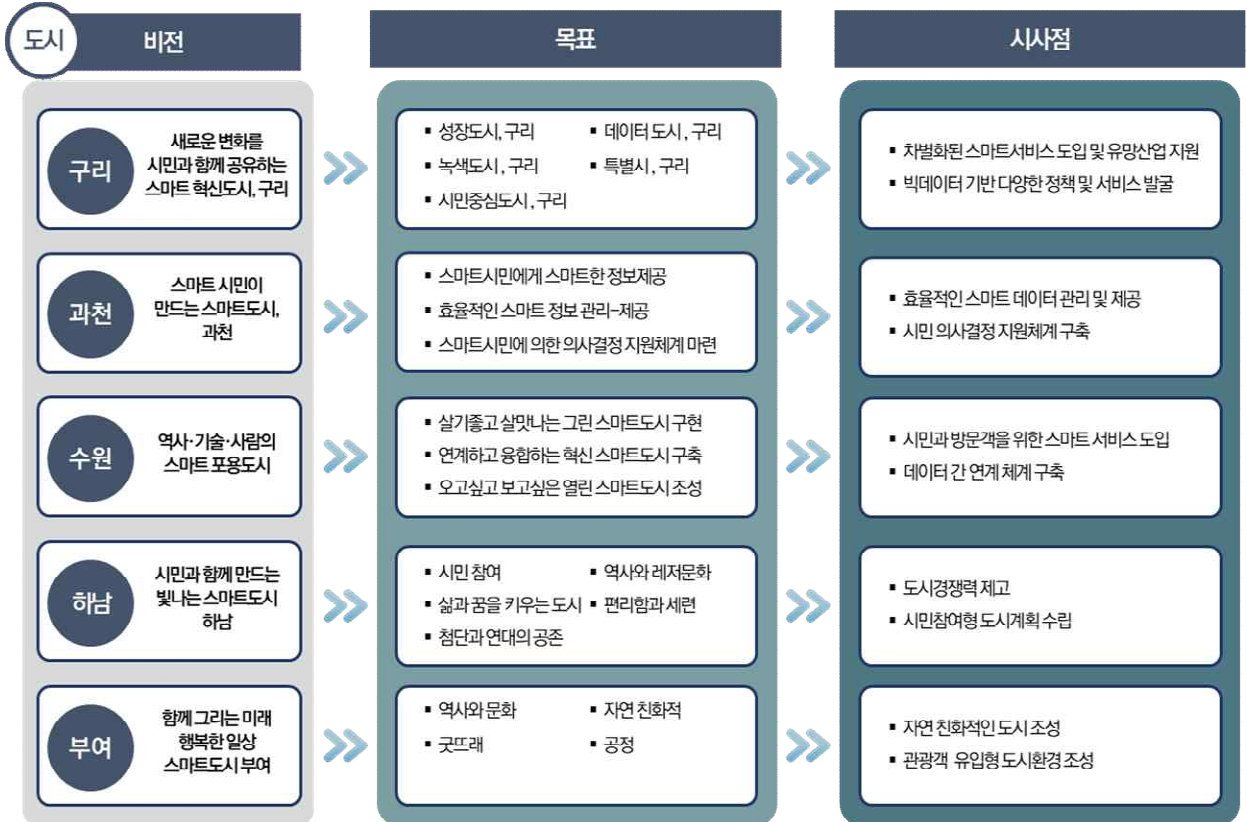 도시 비전 목표 시사점
구리
새로운 변화를
시민과 함께 공유하는
스마트 혁신도시, 구리
▪ 성장도시, 구리 ▪ 데이터 도시, 구리
▪ 녹색도시, 구리 ▪ 특별시, 구리
▪ 시민중심도시, 구리
▪ 차별화된 스마트서비스 도입 및 유망산업 지원
▪ 빅데이터 기반 다양한 정책 및 서비스 발굴
과천
스마트 시민이
만드는 스마트도시,
과천
▪ 스마트시민에게 스마트한 정보제공
▪ 효율적인 스마트 정보 관리-제공
▪ 스마트시민에 의한 의사결정 지원체계 마련
▪ 효율적인 스마트 데이터 관리 및 제공
▪ 시민 의사결정 지원체계 구축
수원
역사·기술·사람의
스마트 포용도시
▪ 살기좋고 살맛나는 그린 스마트도시 구현
▪ 연계하고 융합하는 혁신 스마트도시 구축
▪ 오고싶고 보고싶은 열린 스마트도시 조성
▪ 시민과 방문객을 위한 스마트 서비스 도입
▪ 데이터 간 연계 체계 구축
하남
시민과 함께 만드는
빛나는 스마트도시
하남
▪ 시민 참여 ▪ 역사와 레저문화
▪ 삶과 꿈을 키우는 도시 ▪ 편리함과 세련
▪ 첨단과 연대의 공존
▪ 도시경쟁력 제고
▪ 시민참여형 도시계획 수립
부여
함께 그리는 미래
행복한 일상
스마트도시 부여
▪ 역사와 문화 ▪ 자연 친화적
▪ 굿뜨래 ▪ 공정
▪ 자연 친화적인 도시 조성
▪ 관광객 유입형 도시환경 조성